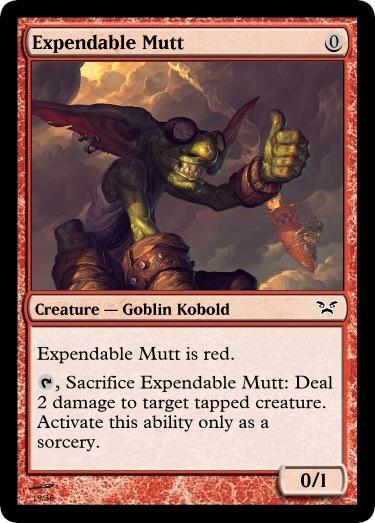 Expendable Mutt 0
Creature — Goblin Kobold
Expendable Mutt is red.
, Sacrifice Expendable Mutt: Deal
2 damage to target tapped creature.
Activate this ability only as a
sorcery.
0/1